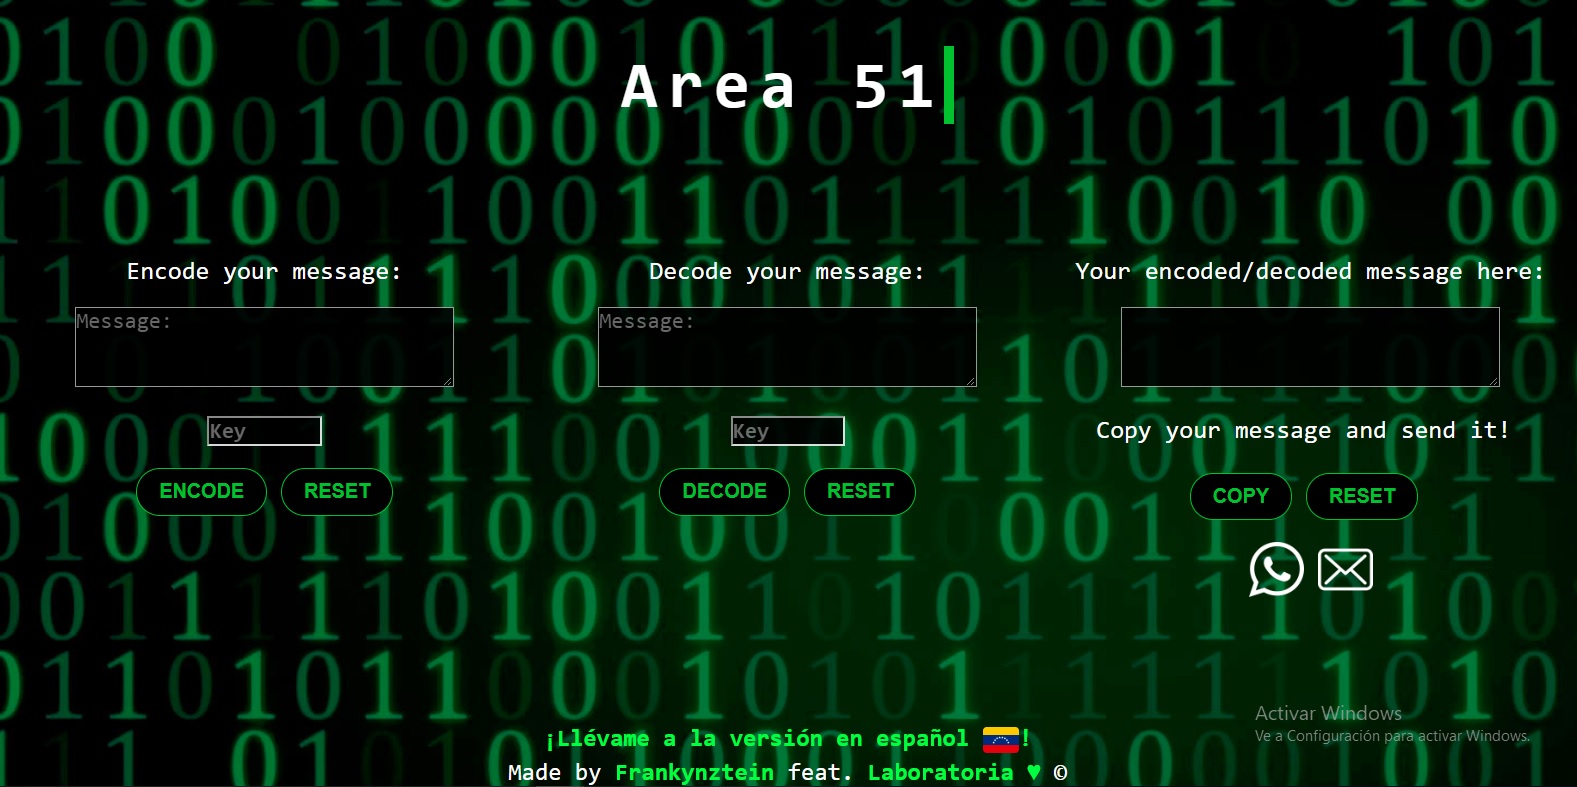 Area 51
Encode your message:
Message:
Key
ENCODE RESET
Decode your message:
Message:
Key
DECODE RESET
Your encoded/decoded message here:
Copy your message and send it!
COPY RESET
Activar Windows
Ve a Configuración para activar Windows.
¡Llévame a la versión en español !
Made by Frankynztein feat. Laboratoria ♥ ©